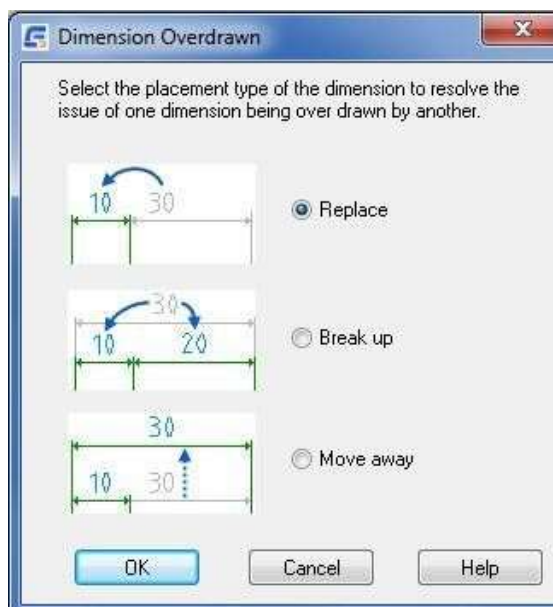 Dimension Overdrawn
Select the placement type of the dimension to resolve the
issue of one dimension being over drawn by another.
10 30
Replace
30
10 20
Break up
30
10 30
Move away
OK Cancel Help